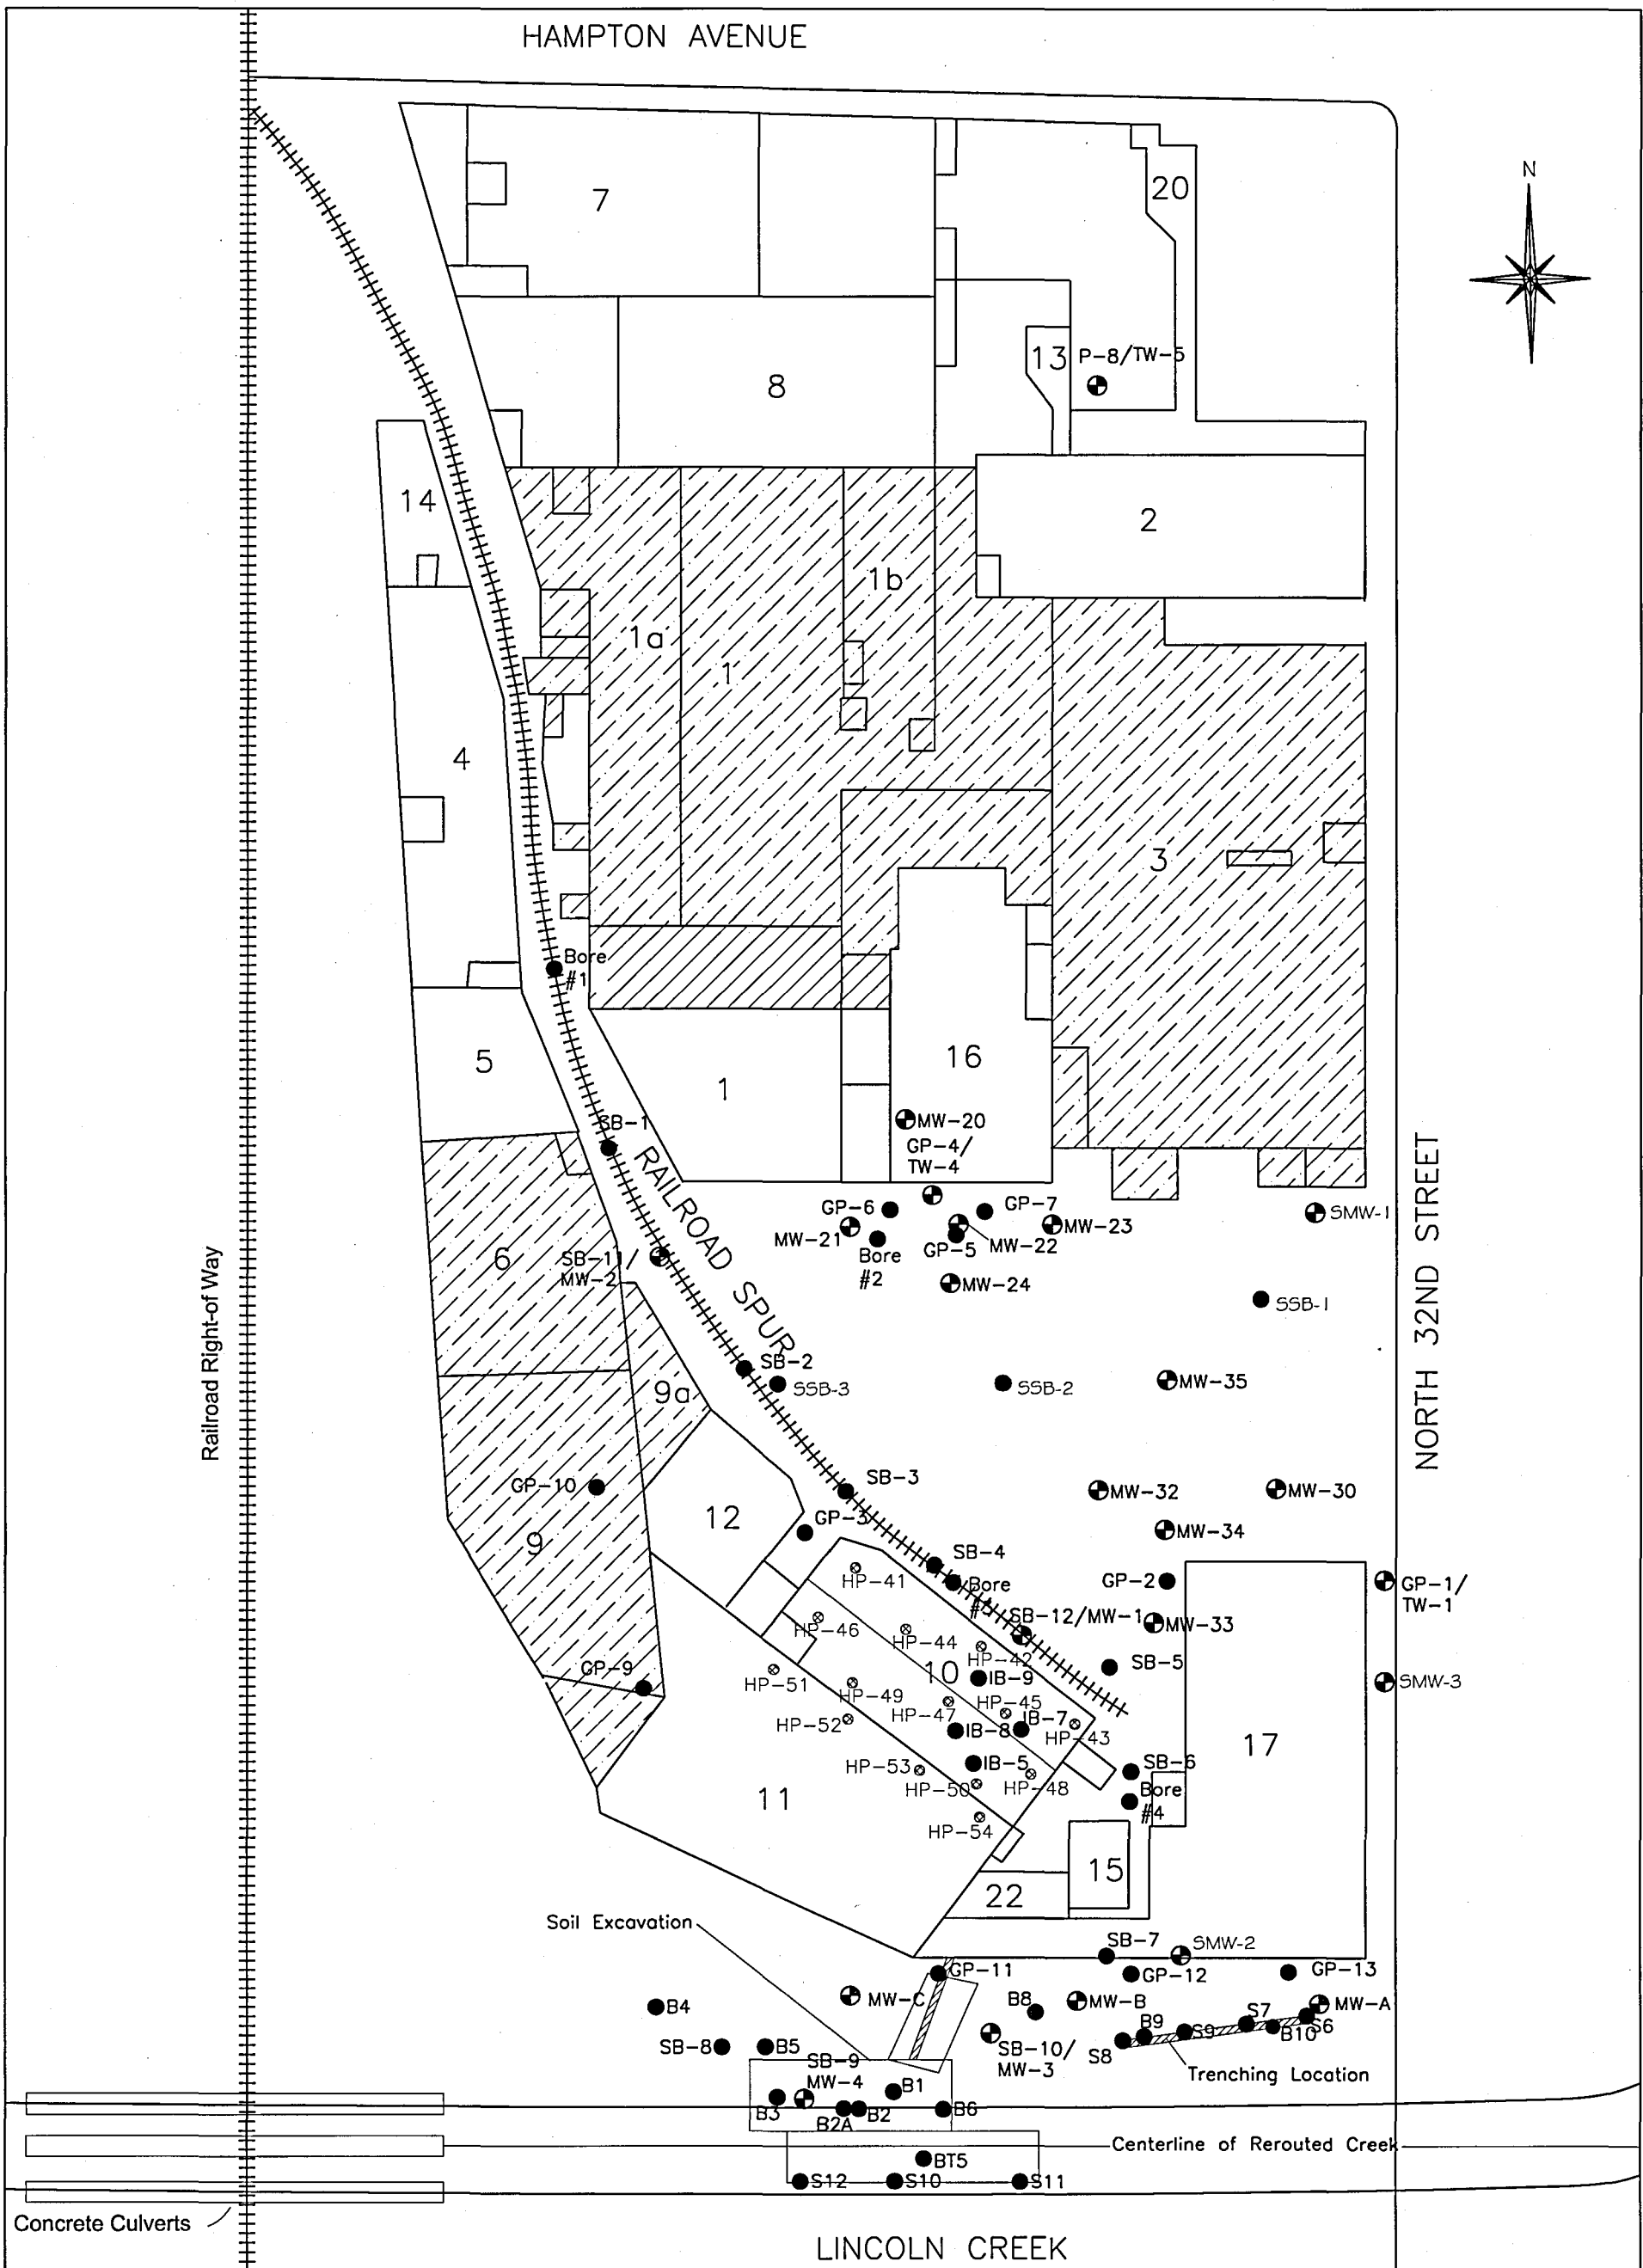 HAMPTON AVENUE
N
20
7
13
P-8/TW-5
8
14
2
1b
1a
1
4
3
Bore
#1
16
5
1
SB-1
MW-20
GP-4/
TW-4
RAILROAD SPUR
NORTH 32ND STREET
GP-6
GP-7
SMW-1
MW-21
MW-23
Bore
#2
GP-5
MW-22
6
SB-11/
MW-2
MW-24
SSB-1
Railroad Right-of Way
SB-2
SSB-3
SSB-2
MW-35
9a
GP-10
SB-3
MW-32
MW-30
12
GP-3
9
MW-34
SB-4
HP-41
Bore
GP-2
GP-1/
TW-1
HP-46
SB-12/MW-1
MW-33
HP-44
HP-42
GP-9
HP-51
10
IB-9
SB-5
SMW-3
HP-49
HP-47
HP-45
HP-52
IB-8
IB-7
HP-43
17
HP-53
IB-5
SB-6
HP-50
HP-48
Bore
#4
11
HP-54
15
22
Soil Excavation
SB-7
SMW-2
GP-11
GP-12
GP-13
MW-C
B4
B8
MW-B
MW-A
S7
S6
B9
S9
B10
SB-8
B5
SB-10/
MW-3
S8
SB-9
MW-4
Trenching Location
B1
B3
B2A
B2
B6
Centerline of Rerouted Creek
BT5
S12
S10
S11
Concrete Culverts
LINCOLN CREEK